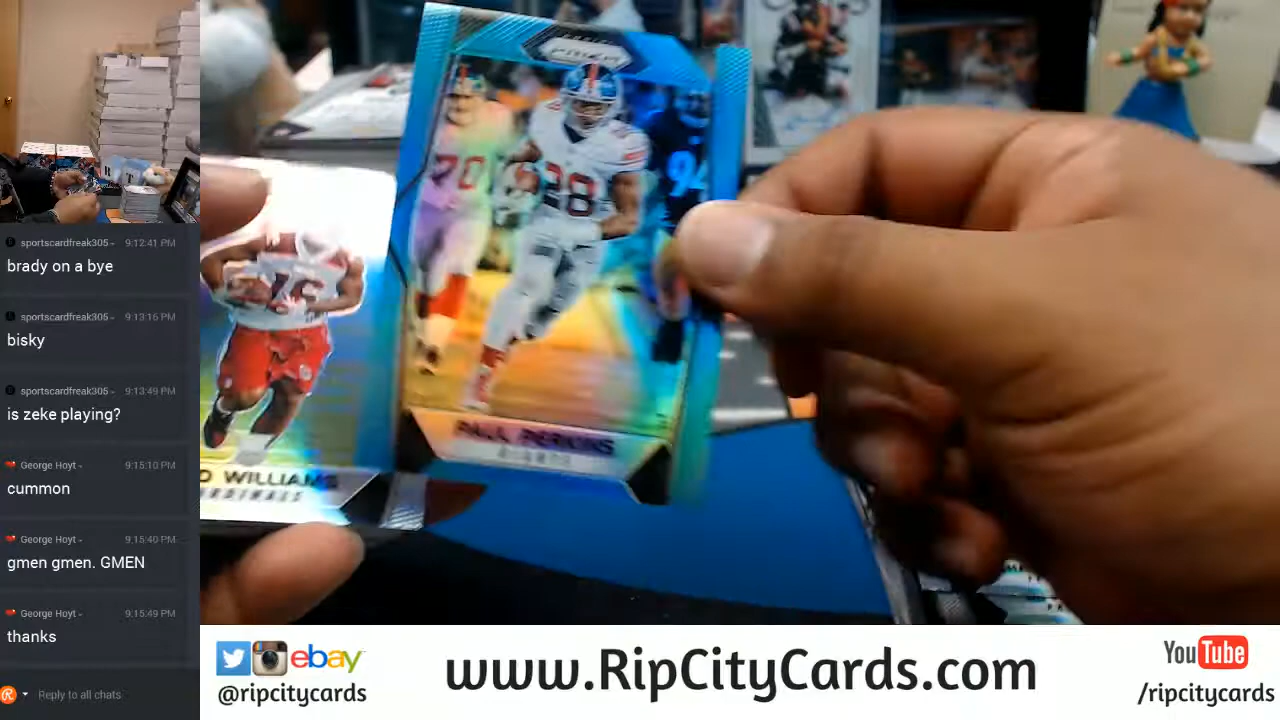 sportscardfreak305 9:12:41 PM
brady on a bye
sportscardfreak305 9:13:16 PM
bisky
sportscardfreak305 9:13:49 PM
is zeke playing?
George Hoyt 9:15:10 PM
cummon
George Hoyt 9:15:40 PM
gmen gmen. GMEN
George Hoyt 9:15:49 PM
thanks
Reply to all chats
PRIZM
70
28
94
PAUL PERKINS
GIANTS
D WILLIAMS
RDINALS
ebay
@ripcitycards
www.RipCityCards.com
YouTube
/ripcitycards